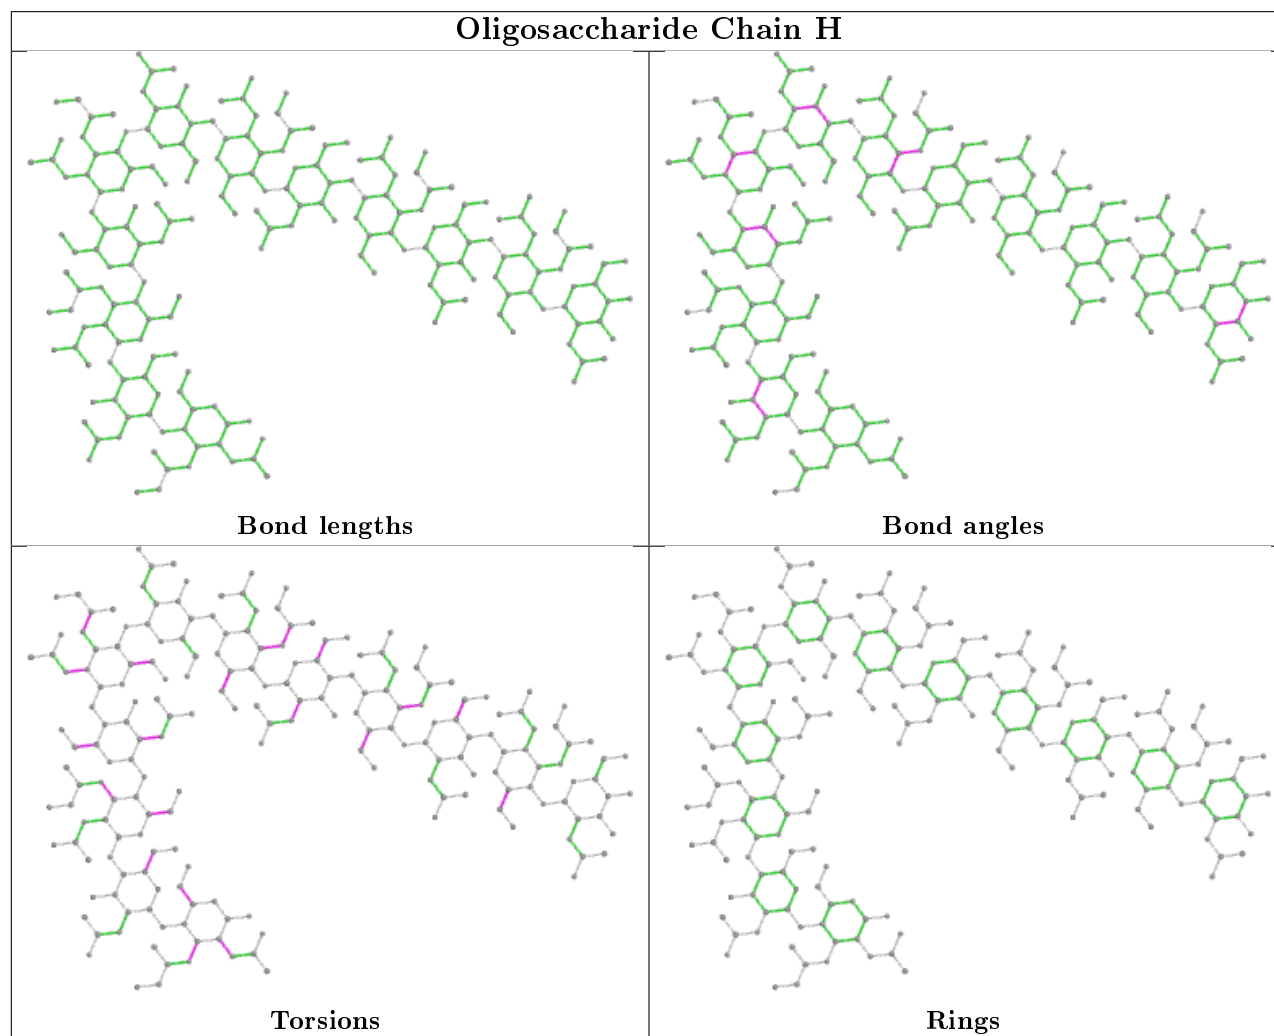 Oligosaccharide Chain H
Bond lengths
Bond angles
Torsions
Rings